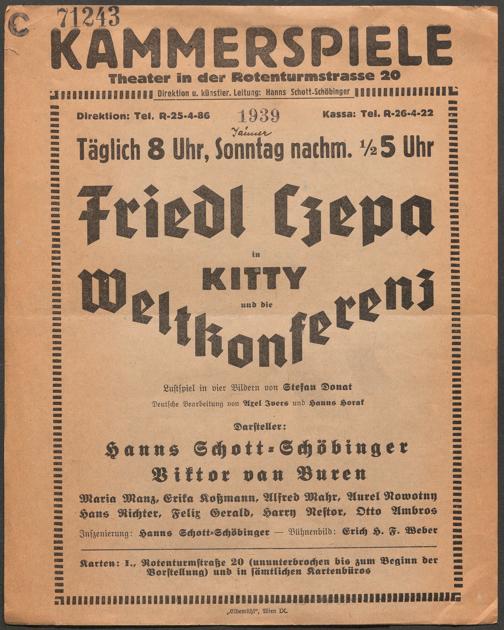 C 71243
KAMMERSPIELE
Theater in der Rotenturmstrasse 20
Direktion u. künstler. Leitung: Hanns Schott-Schöbinger
Direktion: Tel. R-25-4-86 1939 Kassa: Tel. R-26-4-22
Jänner
Täglich 8 Uhr, Sonntag nachm. ½5 Uhr
Friedl Czepa
in
KITTY
und die
Weltkonferenz
Lustspiel in vier Bildern von Stefan Donat
Deutsche Bearbeitung von Axel Ivers und Hanns Horak
Darsteller:
Hanns Schott-Schöbinger
Viktor van Buren
Maria Manz, Erika Koßmann, Alfred Mahr, Aurel Nowotny
Hans Richter, Felix Gerald, Harry Nestor, Otto Ambros
Inszenierung: Hanns Schott-Schöbinger — Bühnenbild: Erich H. F. Weber
Karten: I., Rotenturmstraße 20 (ununterbrochen bis zum Beginn der
Vorstellung) und in sämtlichen Kartenbüros
„Elbemühl", Wien IX.